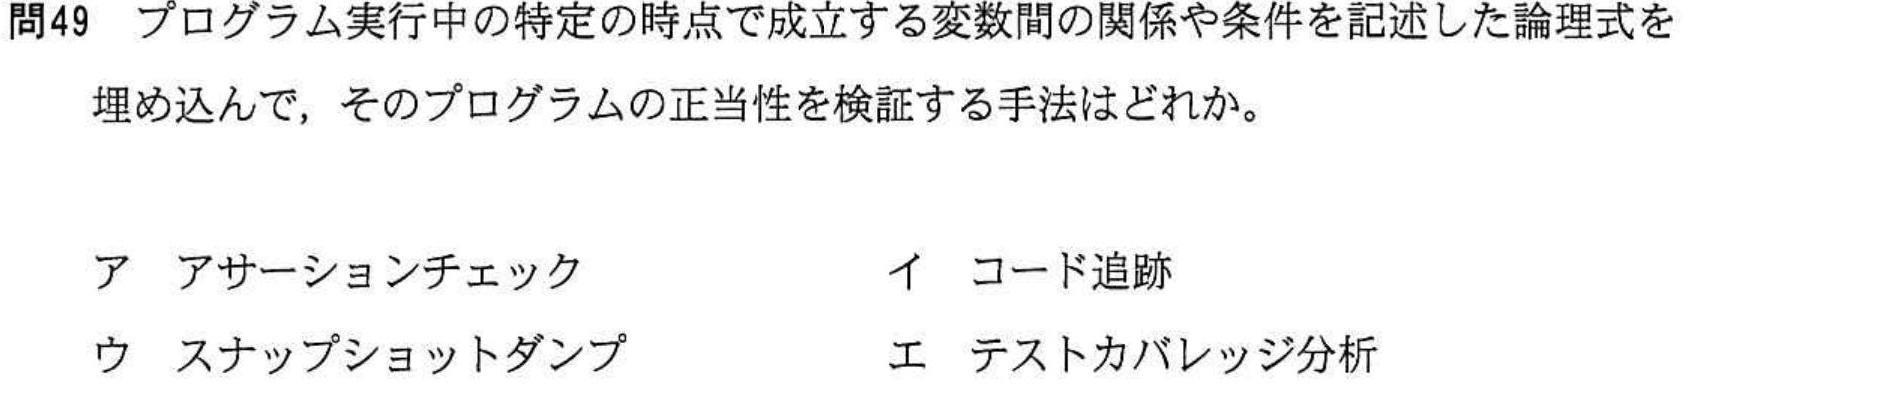 問49　プログラム実行中の特定の時点で成立する変数間の関係や条件を記述した論理式を
埋め込んで，そのプログラムの正当性を検証する手法はどれか。
ア　アサーションチェック　イ　コード追跡
ウ　スナップショットダンプ　エ　テストカバレッジ分析